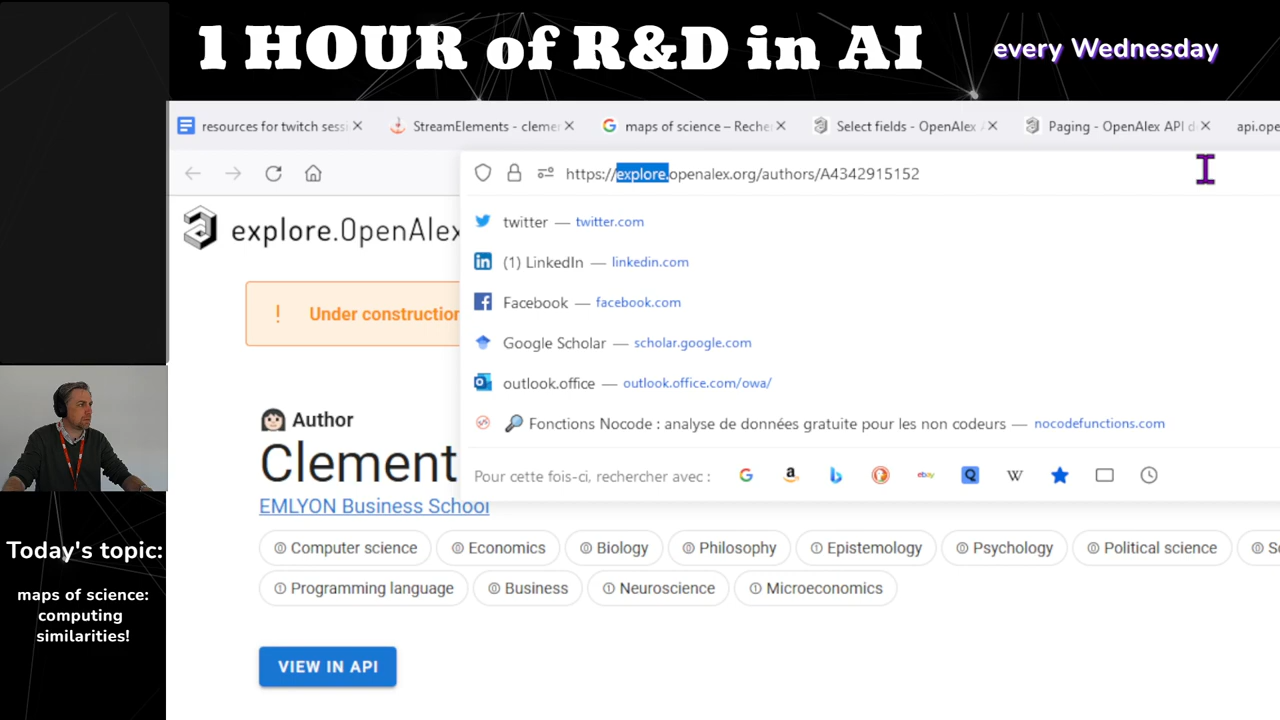 1 HOUR of R&D in AI
every Wednesday
resources for twitch sessi
StreamElements - cleme
maps of science – Reche
Select fields - OpenAlex
Paging - OpenAlex API d
api.ope
https://explore.openalex.org/authors/A4342915152
explore.OpenAlex
twitter — twitter.com
(1) LinkedIn — linkedin.com
! Under construction
Facebook — facebook.com
Google Scholar — scholar.google.com
outlook.office — outlook.office.com/owa/
Fonctions Nocode : analyse de données gratuite pour les non codeurs — nocodefunctions.com
Pour cette fois-ci, rechercher avec :
Author
Clement
EMLYON Business School
Computer science
Economics
Biology
Philosophy
Epistemology
Psychology
Political science
Programming language
Business
Neuroscience
Microeconomics
VIEW IN API
Today's topic:
maps of science:
computing
similarities!